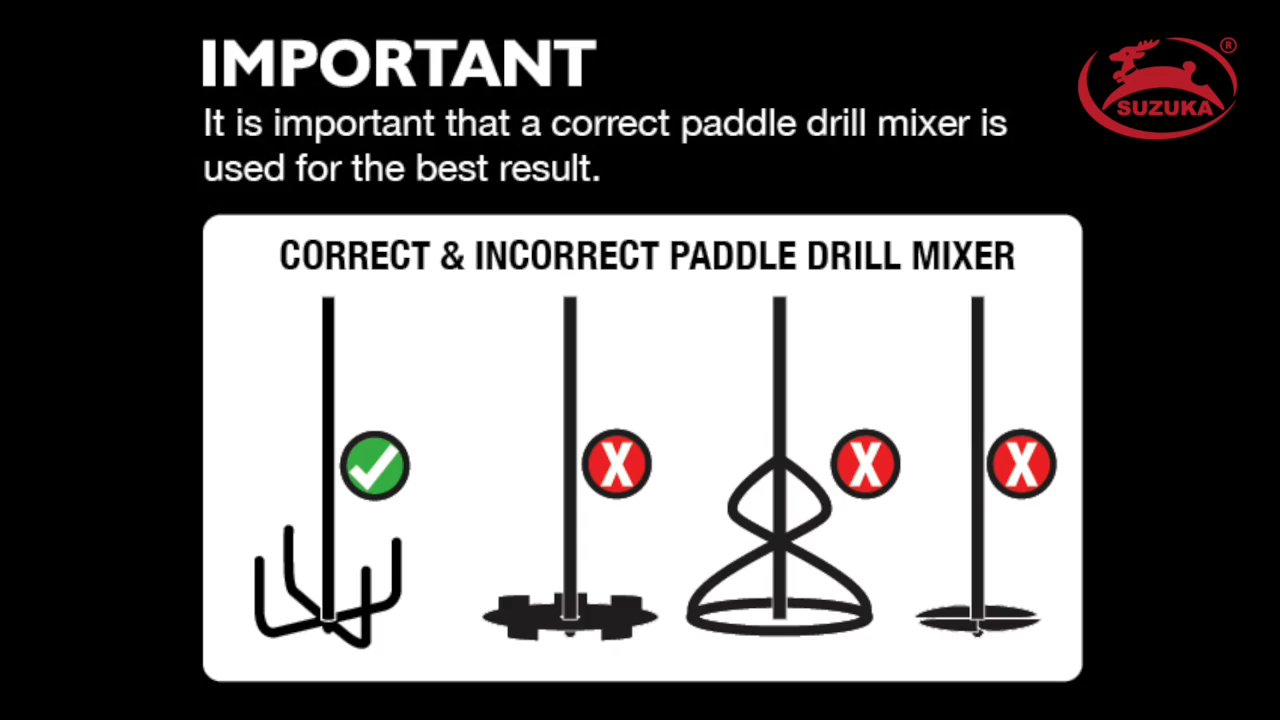 IMPORTANT
It is important that a correct paddle drill mixer is
used for the best result.
SUZUKA
®
CORRECT & INCORRECT PADDLE DRILL MIXER
X
X
X